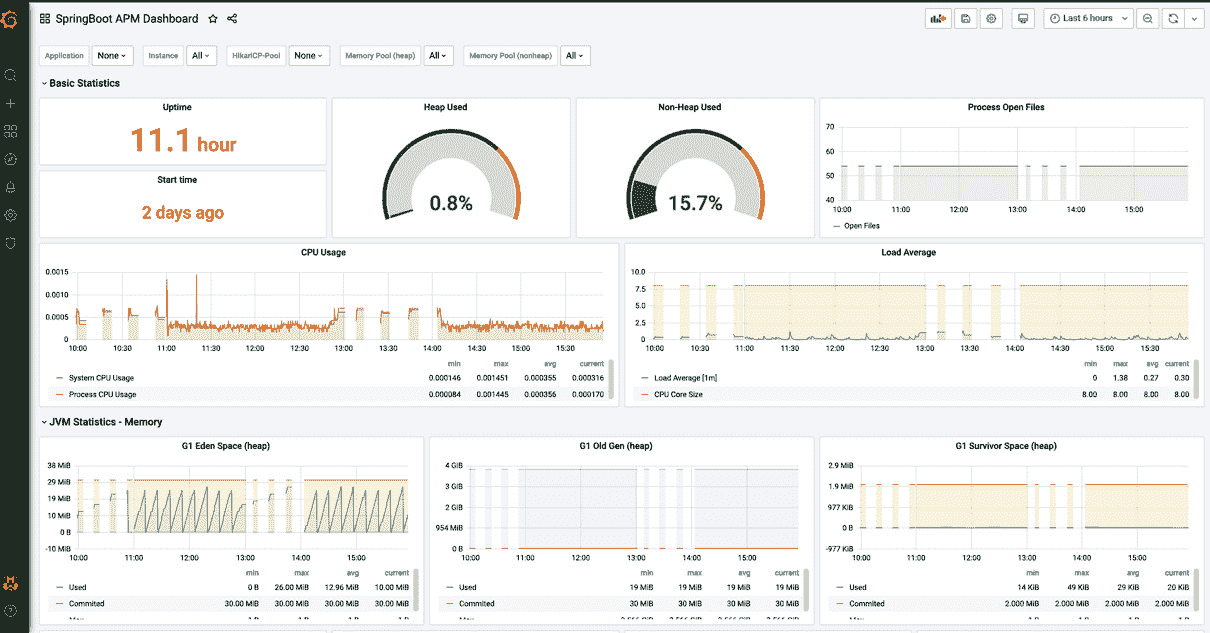 SpringBoot APM Dashboard
Last 6 hours
Application None Instance All HikariCP-Pool None Memory Pool (heap) All Memory Pool (nonheap) All
Basic Statistics
Uptime
11.1 hour
Start time
2 days ago
Heap Used
0.8%
Non-Heap Used
15.7%
Process Open Files
70
60
50
40
10:00 11:00 12:00 13:00 14:00 15:00
Open Files
CPU Usage
0.0015
0.0010
0.0005
0
10:00 10:30 11:00 11:30 12:00 12:30 13:00 13:30 14:00 14:30 15:00 15:30
min max avg current
System CPU Usage 0.000146 0.001451 0.000355 0.000316
Process CPU Usage 0.000084 0.001445 0.000356 0.000170
Load Average
10.0
7.5
5.0
2.5
0
10:00 10:30 11:00 11:30 12:00 12:30 13:00 13:30 14:00 14:30 15:00 15:30
min max avg current
Load Average [1m] 0 1.38 0.27 0.30
CPU Core Size 8.00 8.00 8.00 8.00
JVM Statistics - Memory
G1 Eden Space (heap)
38 MiB
29 MiB
19 MiB
10 MiB
0 B
-10 MiB
10:00 11:00 12:00 13:00 14:00 15:00
min max avg current
Used 0 B 26.00 MiB 12.96 MiB 10.00 MiB
Commited 30.00 MiB 30.00 MiB 30.00 MiB 30.00 MiB
G1 Old Gen (heap)
4 GiB
3 GiB
2 GiB
954 MiB
0 B
10:00 11:00 12:00 13:00 14:00 15:00
min max avg current
Used 19 MiB 19 MiB 19 MiB 19 MiB
Commited 30 MiB 30 MiB 30 MiB 30 MiB
G1 Survivor Space (heap)
2.9 MiB
1.9 MiB
977 KiB
0 B
-977 KiB
10:00 11:00 12:00 13:00 14:00 15:00
min max avg current
Used 14 KiB 49 KiB 29 KiB 20 KiB
Commited 2.000 MiB 2.000 MiB 2.000 MiB 2.000 MiB